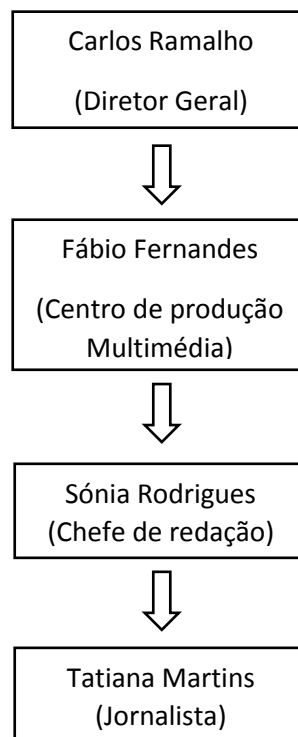 Carlos Ramalho
(Diretor Geral)
Fábio Fernandes
(Centro de produção
Multimédia)
Sónia Rodrigues
(Chefe de redação)
Tatiana Martins
(Jornalista)